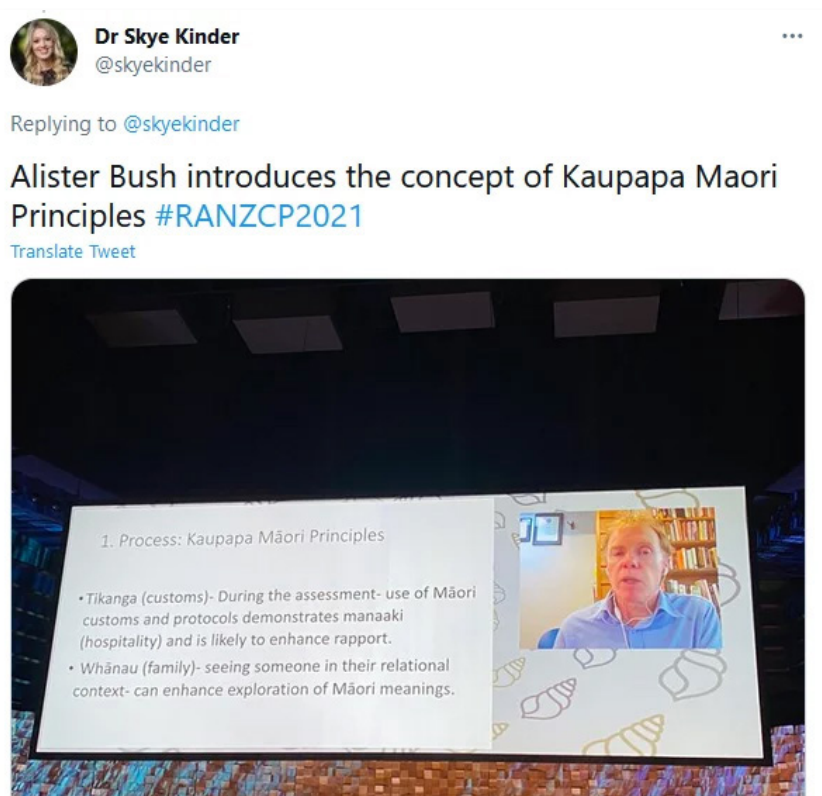 Dr Skye Kinder
@skyekinder
Replying to @skyekinder
Alister Bush introduces the concept of Kaupapa Maori
Principles #RANZCP2021
Translate Tweet
1. Process: Kaupapa Māori Principles
• Tikanga (customs)- During the assessment- use of Māori
customs and protocols demonstrates manaaki
(hospitality) and is likely to enhance rapport.
• Whānau (family)- seeing someone in their relational
context- can enhance exploration of Māori meanings.